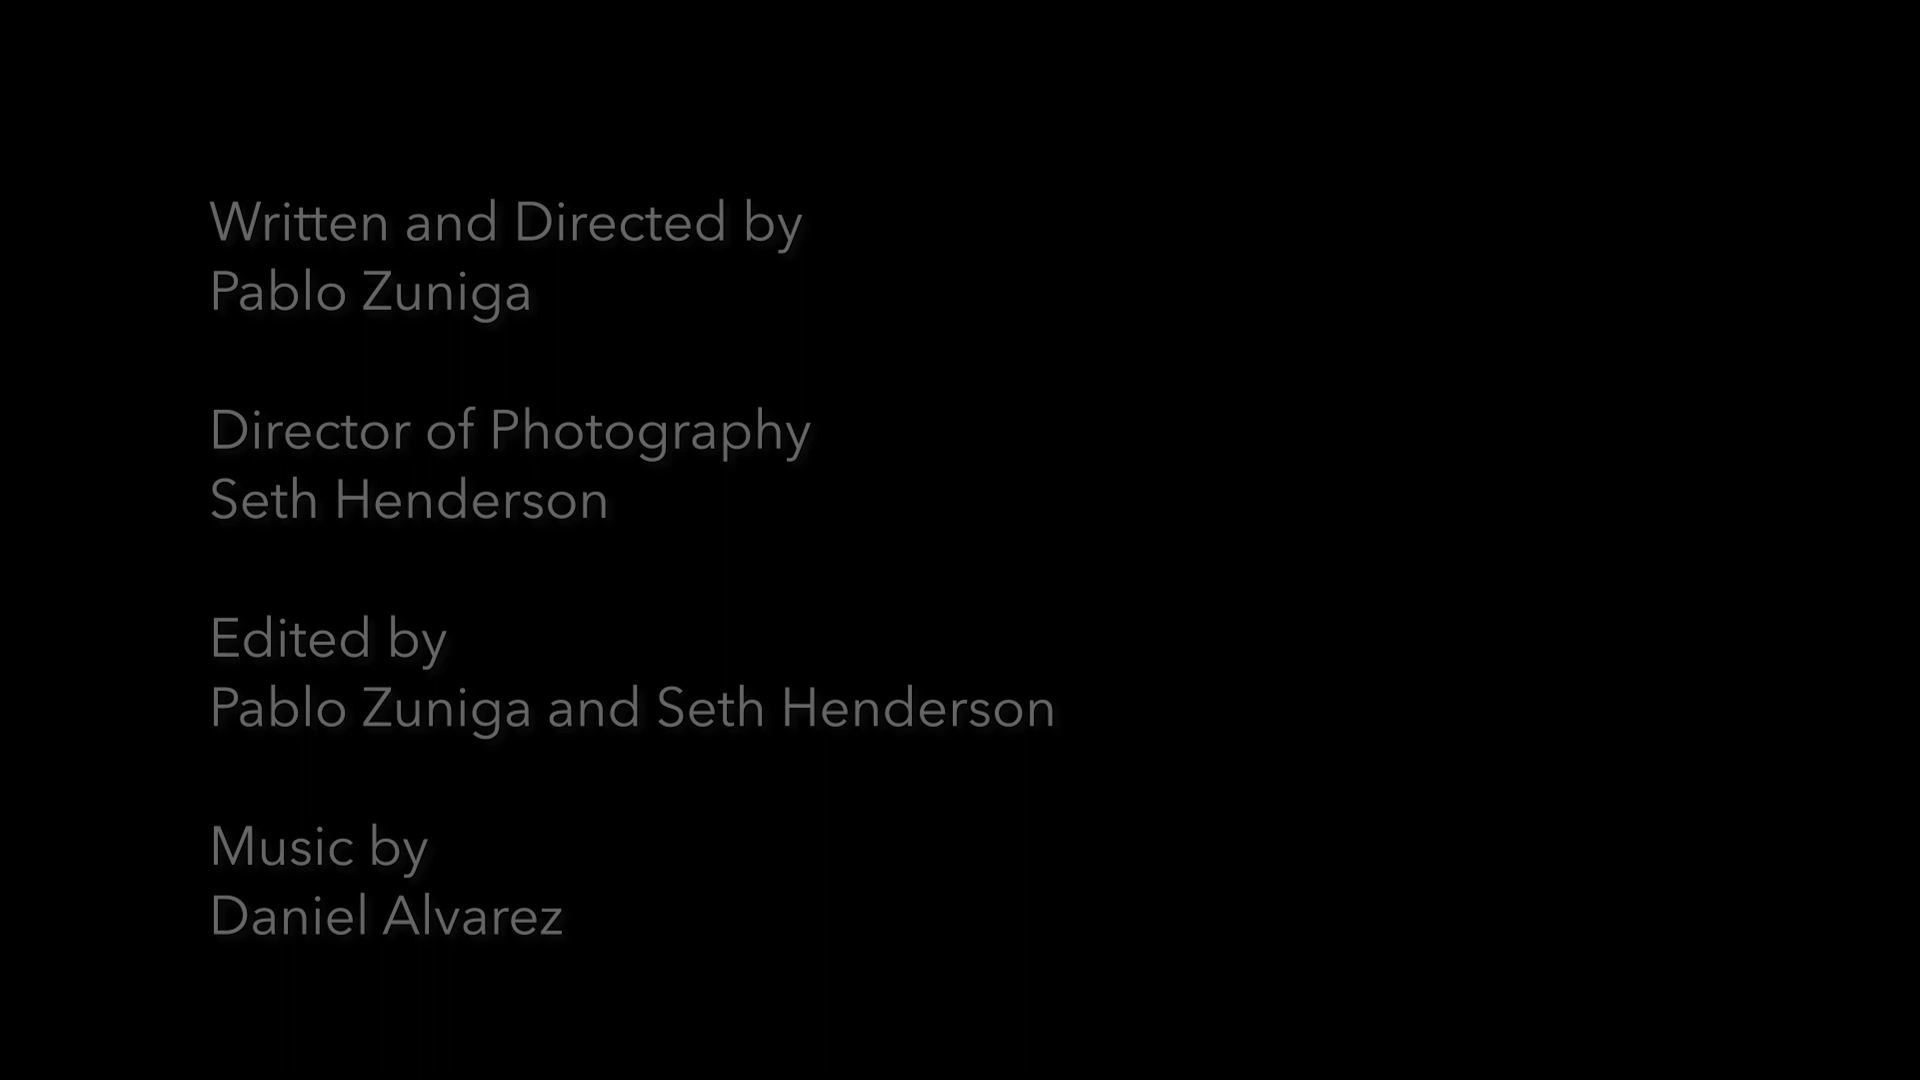 Written and Directed by
Pablo Zuniga
Director of Photography
Seth Henderson
Edited by
Pablo Zuniga and Seth Henderson
Music by
Daniel Alvarez